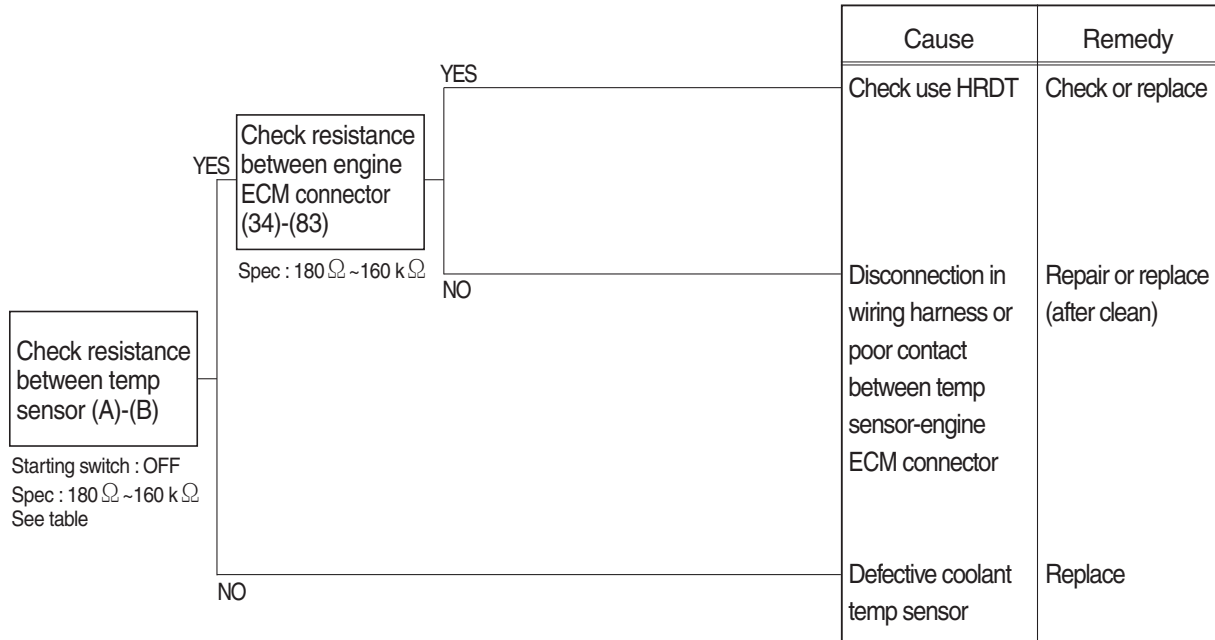 Cause
Remedy
YES
Check use HRDT
Check or replace
Check resistance
between engine
ECM connector
(34)-(83)
YES
Spec : 180 Ω ~160 k Ω
NO
Disconnection in
wiring harness or
poor contact
between temp
sensor-engine
ECM connector
Repair or replace
(after clean)
Check resistance
between temp
sensor (A)-(B)
Starting switch : OFF
Spec : 180 Ω ~160 k Ω
See table
NO
Defective coolant
temp sensor
Replace